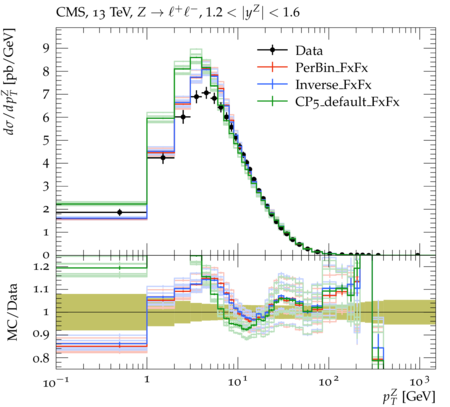 CMS, 13 TeV, Z → ℓ⁺ℓ⁻, 1.2 < |y^Z| < 1.6
dσ/dp_T^Z [pb/GeV]
9
8
7
6
5
4
3
2
1
0
Data
PerBin_FxFx
Inverse_FxFx
CP5_default_FxFx
MC/Data
1.2
1.1
1
0.9
0.8
10⁻¹ 1 10¹ 10² 10³
p_T^Z [GeV]